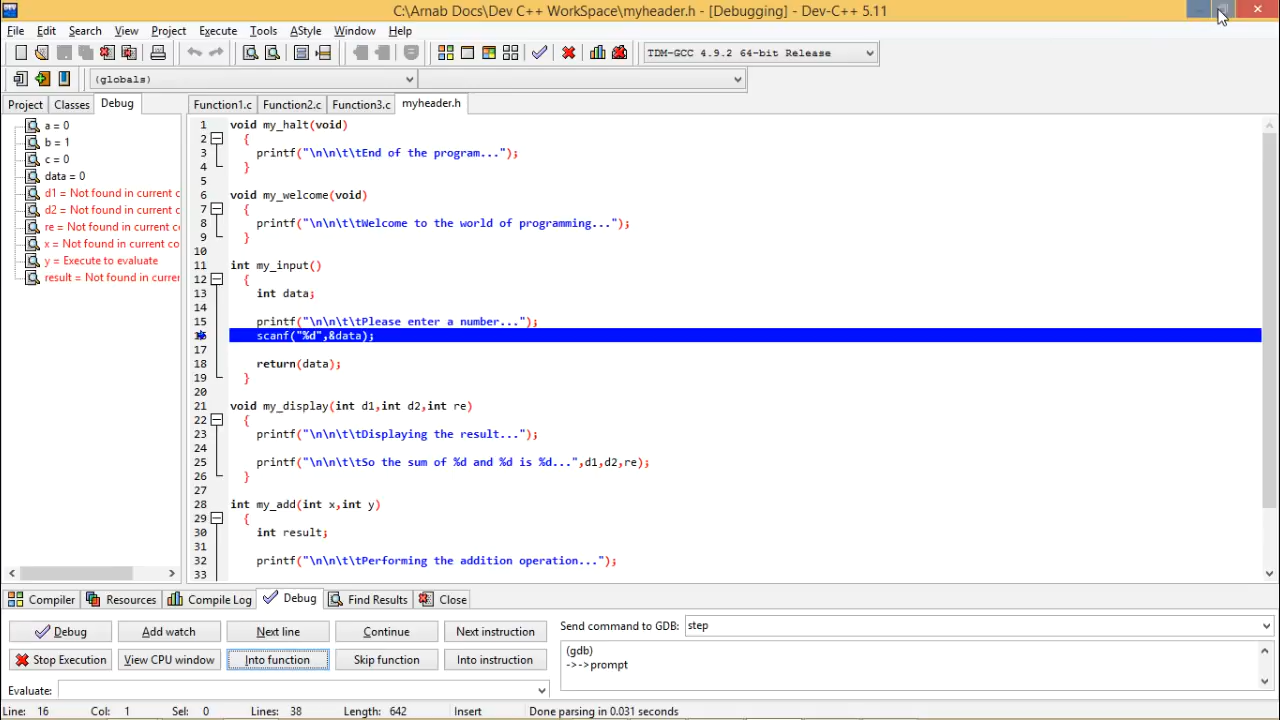 C:\Arnab Docs\Dev C++ WorkSpace\myheader.h - [Debugging] - Dev-C++ 5.11
File Edit Search View Project Execute Tools AStyle Window Help
TDM-GCC 4.9.2 64-bit Release
(globals)
Project Classes Debug Function1.c Function2.c Function3.c myheader.h
a = 0
b = 1
c = 0
data = 0
d1 = Not found in current c
d2 = Not found in current c
re = Not found in current co
x = Not found in current co
y = Execute to evaluate
result = Not found in currer
1 void my_halt(void)
2 {
3 printf("\n\n\t\tEnd of the program...");
4 }
5
6 void my_welcome(void)
7 {
8 printf("\n\n\t\tWelcome to the world of programming...");
9 }
10
11 int my_input()
12 {
13 int data;
14
15 printf("\n\n\t\tPlease enter a number...");
scanf("%d",&data);
17
18 return(data);
19 }
20
21 void my_display(int d1,int d2,int re)
22 {
23 printf("\n\n\t\tDisplaying the result...");
24
25 printf("\n\n\t\tSo the sum of %d and %d is %d...",d1,d2,re);
26 }
27
28 int my_add(int x,int y)
29 {
30 int result;
31
32 printf("\n\n\t\tPerforming the addition operation...");
33
Compiler Resources Compile Log Debug Find Results Close
Debug Add watch Next line Continue Next instruction
Stop Execution View CPU window Into function Skip function Into instruction
Evaluate:
Send command to GDB: step
(gdb)
->->prompt
Line: 16 Col: 1 Sel: 0 Lines: 38 Length: 642 Insert Done parsing in 0.031 seconds